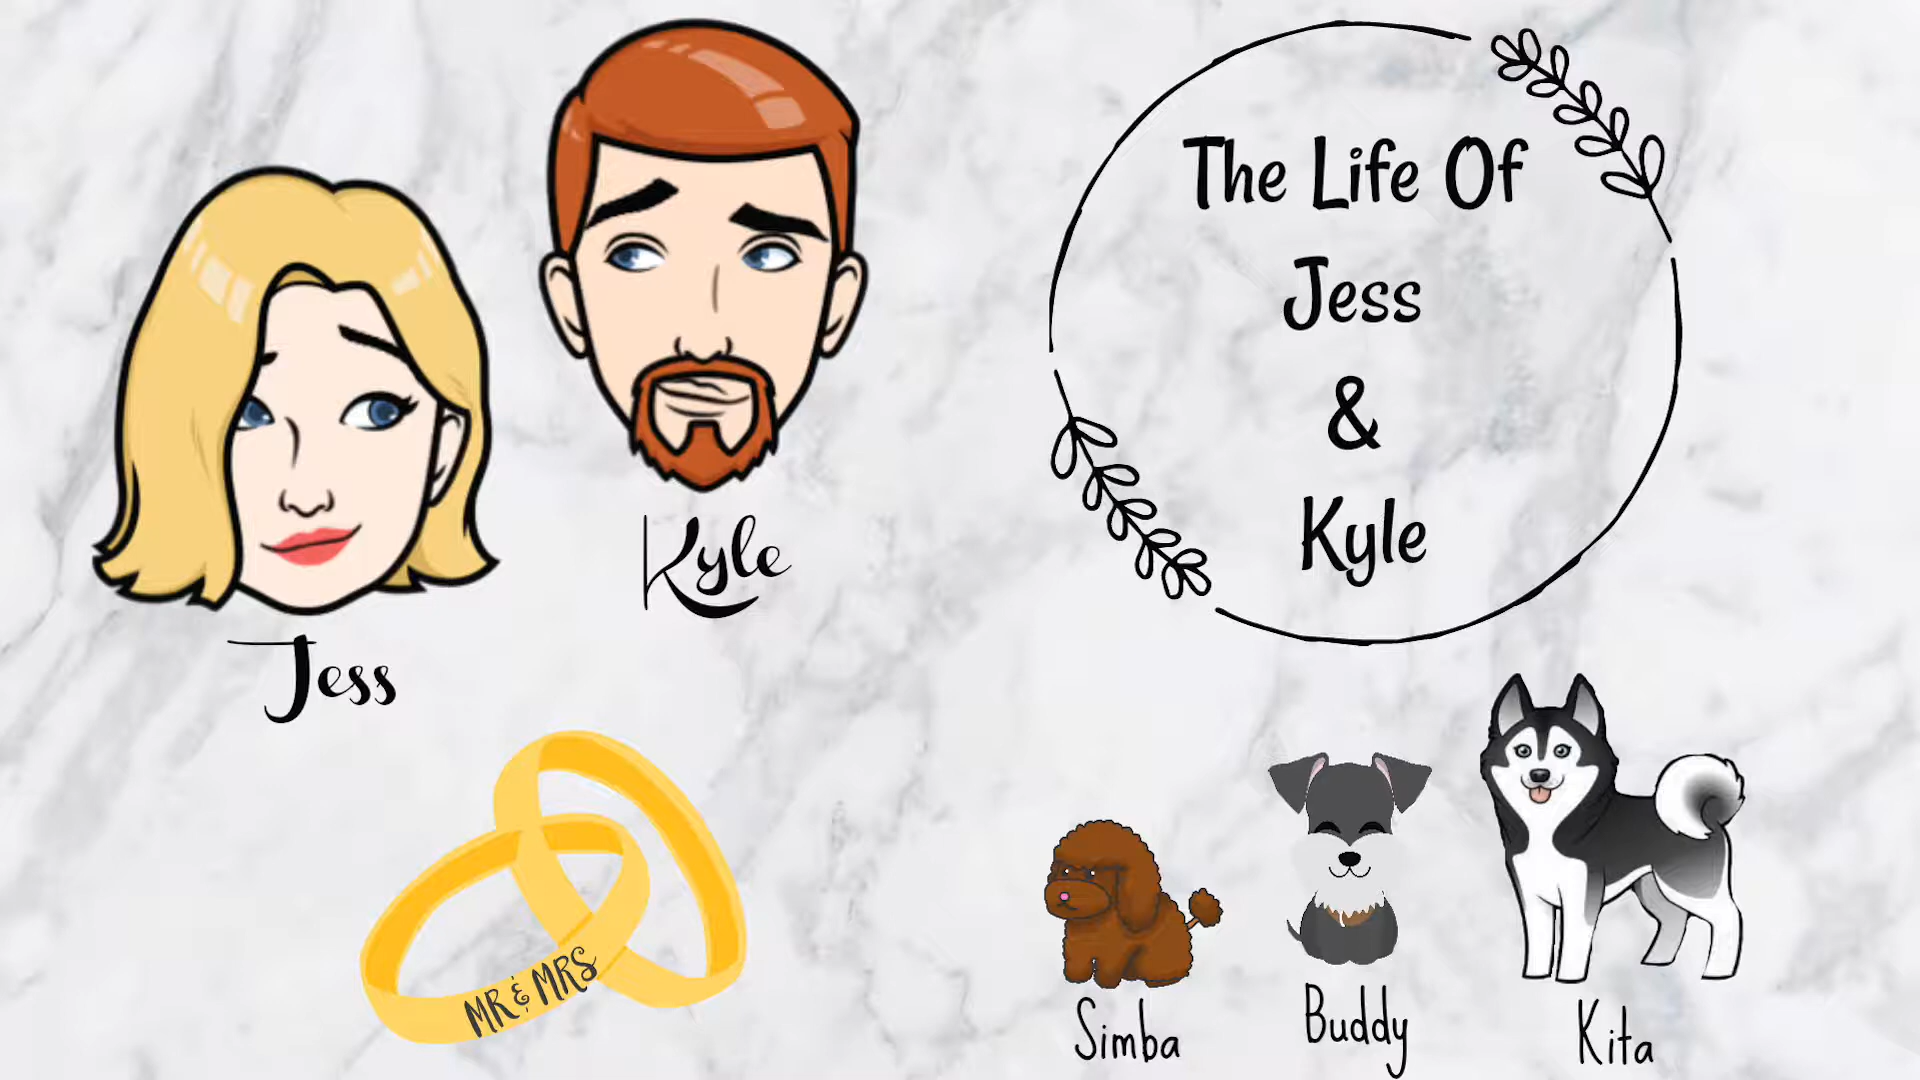 The Life Of
Jess
&
Kyle
Kyle
Jess
MR & MRS
Simba
Buddy
Kita